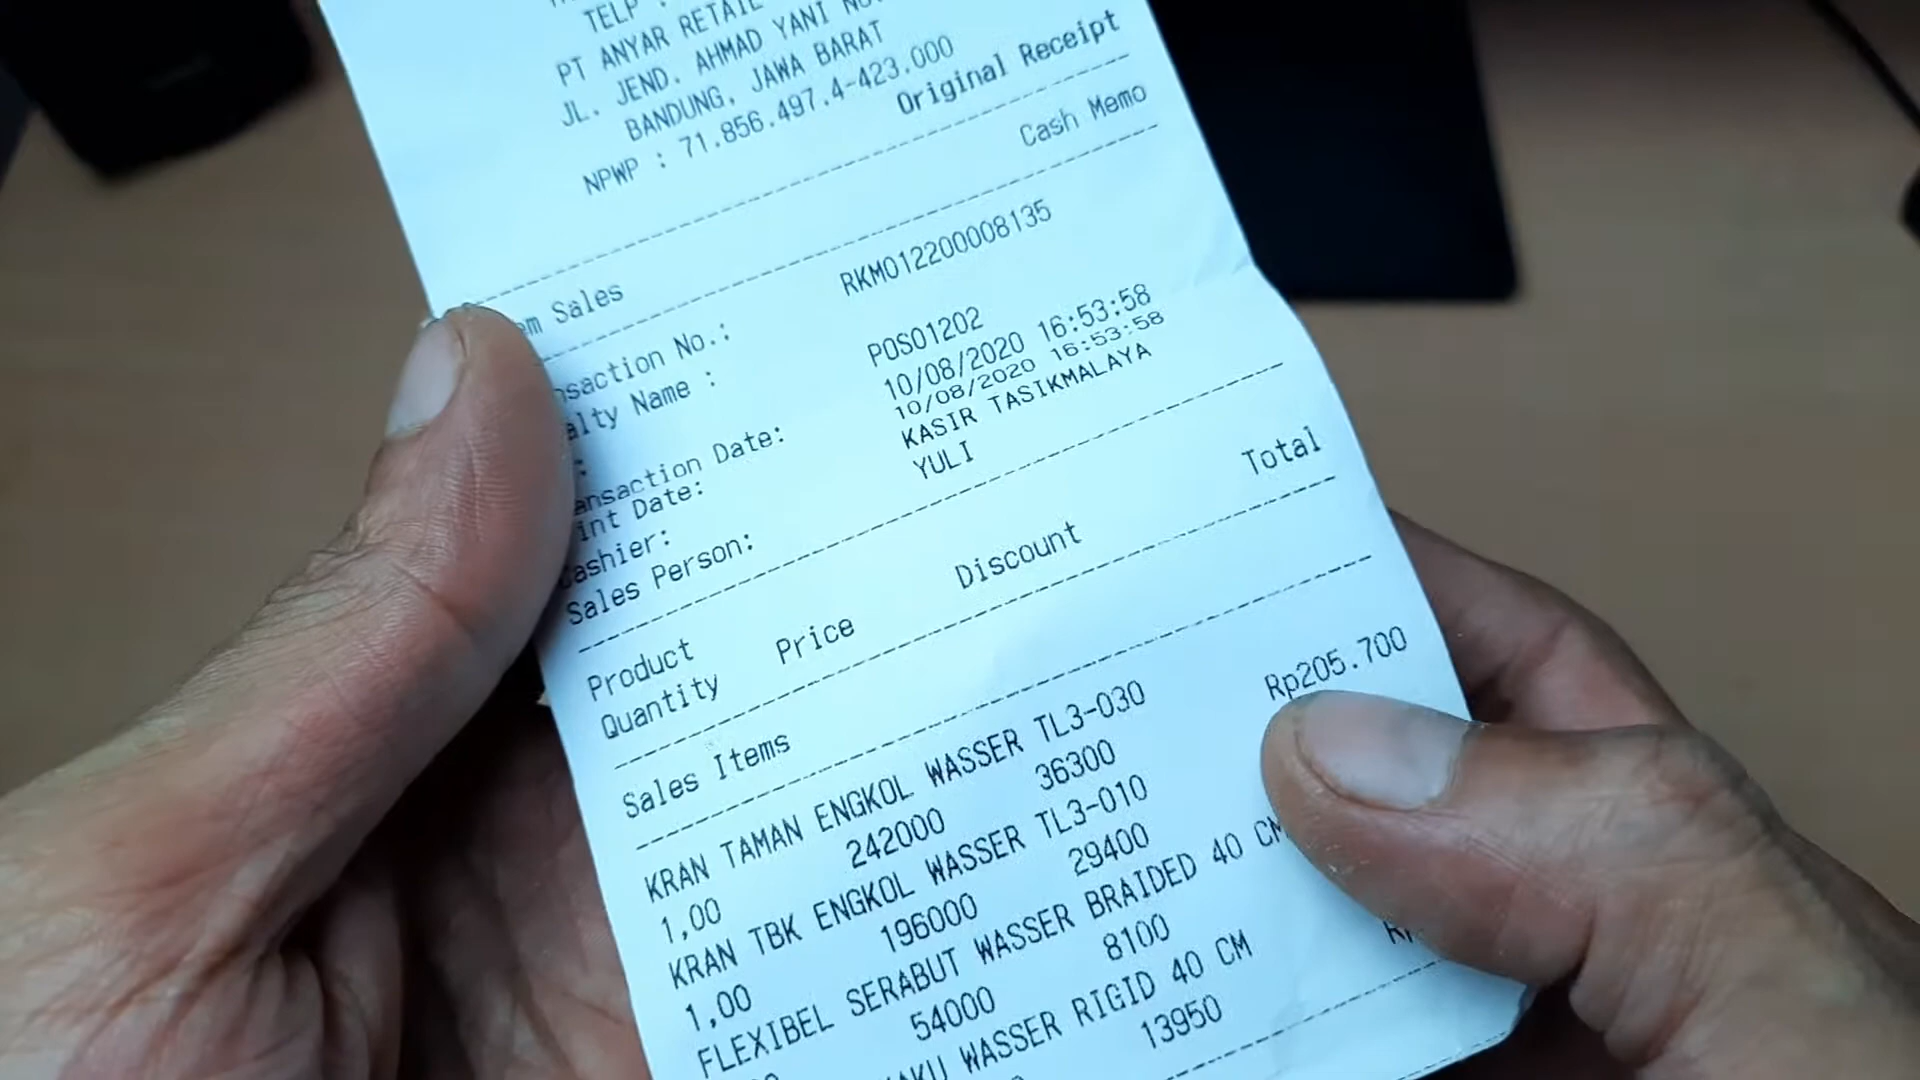 TELP :
PT ANYAR RETAIL
JL. JEND. AHMAD YANI
BANDUNG, JAWA BARAT
NPWP : 71.856.497.4-423.000
Original Receipt
Cash Memo
Sales
No.: RKM012200008135
Name :
: POS01202
Date: 10/08/2020 16:53:58
Date: 10/08/2020 16:53:58
Cashier: KASIR TASIKMALAYA
Sales Person: YULI
Product
Quantity Price Discount Total
Sales Items
KRAN TAMAN ENGKOL WASSER TL3-030
1,00 242000 36300 Rp205.700
KRAN TBK ENGKOL WASSER TL3-010
1,00 196000 29400
FLEXIBEL SERABUT WASSER BRAIDED 40 CM
54000 8100
WASSER RIGID 40 CM
13950